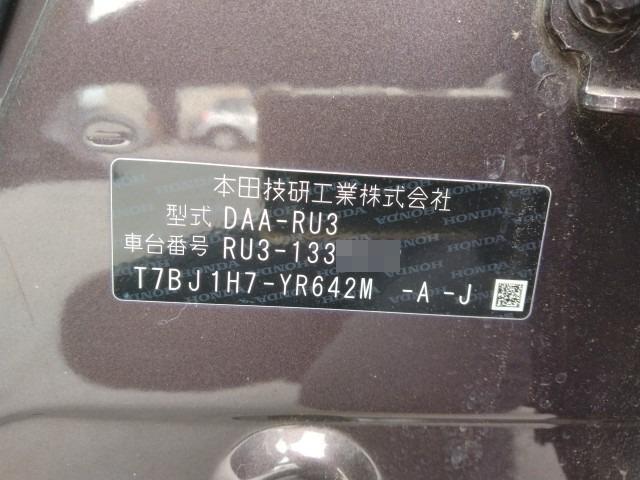 本田技研工業株式会社
型式 DAA-RU3
車台番号 RU3-133
T7BJ1H7-YR642M -A -J